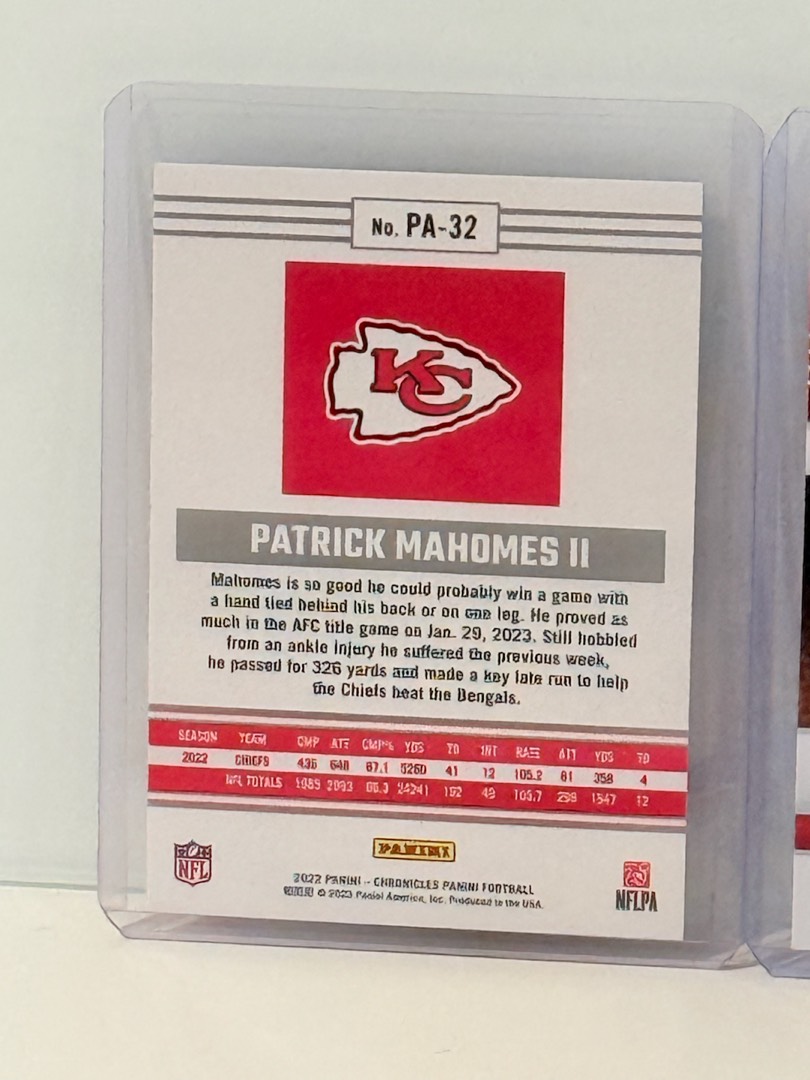 No. PA-32
KC
PATRICK MAHOMES II
Mahomes is so good he could probably win a game with
a hand tied behind his back or on one leg. He proved as
much in the AFC title game on Jan. 29, 2023. Still hobbled
from an ankle injury he suffered the previous week,
he passed for 326 yards and made a key late run to help
the Chiefs beat the Bengals.
SEASON TEAM CMP ATT CMP% YDS TD INT RATE ATT YDS TD
2022 CHIEFS 435 648 67.1 5250 41 12 105.2 61 358 4
NFL TOTALS 66.3 24241 192 49 105.7 1547 12
PANINI
NFL
2022 PANINI – CHRONICLES PANINI FOOTBALL
© 2023 Panini America, Inc. Produced in the USA.
NFLPA